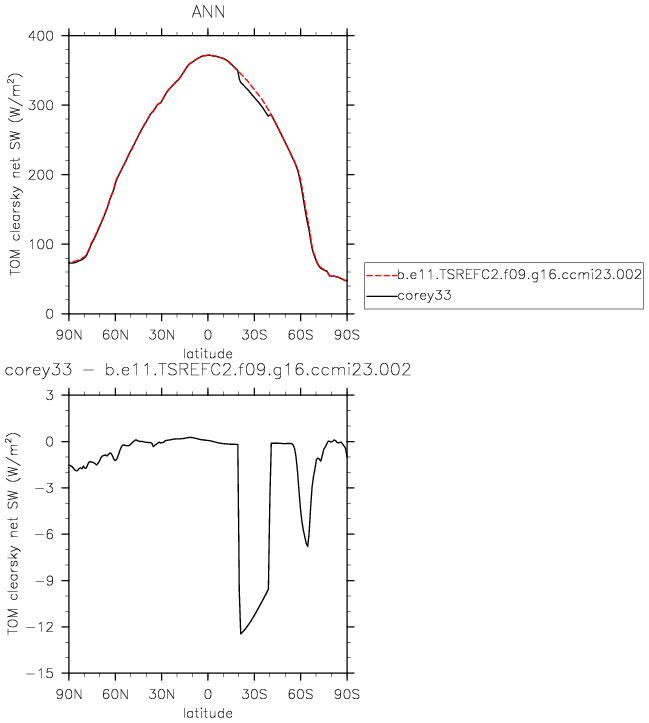 ANN
TOM clearsky net SW (W/m²)
400
300
200
100
0
90N 60N 30N 0 30S 60S 90S
latitude
b.e11.TSREFC2.f09.g16.ccmi23.002
corey33
corey33 − b.e11.TSREFC2.f09.g16.ccmi23.002
TOM clearsky net SW (W/m²)
3
0
−3
−6
−9
−12
−15
90N 60N 30N 0 30S 60S 90S
latitude